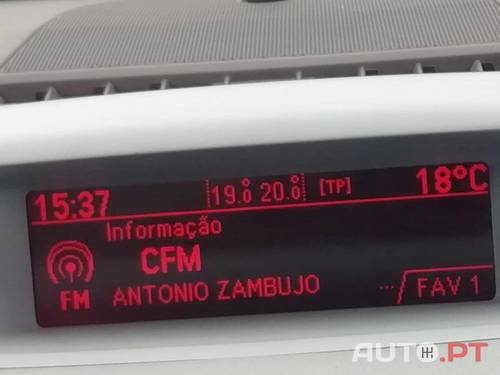 15:37 19.0 20.0 [TP] 18°C
Informação
CFM
FM ANTONIO ZAMBUJO ... FAV 1
AUTO.PT